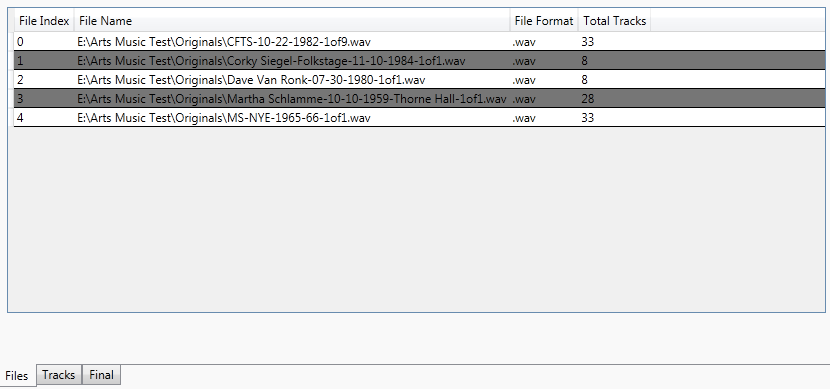 File Index File Name File Format Total Tracks
0 E:\Arts Music Test\Originals\CFTS-10-22-1982-1of9.wav .wav 33
1 E:\Arts Music Test\Originals\Corky Siegel-Folkstage-11-10-1984-1of1.wav .wav 8
2 E:\Arts Music Test\Originals\Dave Van Ronk-07-30-1980-1of1.wav .wav 8
3 E:\Arts Music Test\Originals\Martha Schlamme-10-10-1959-Thorne Hall-1of1.wav .wav 28
4 E:\Arts Music Test\Originals\MS-NYE-1965-66-1of1.wav .wav 33
Files Tracks Final